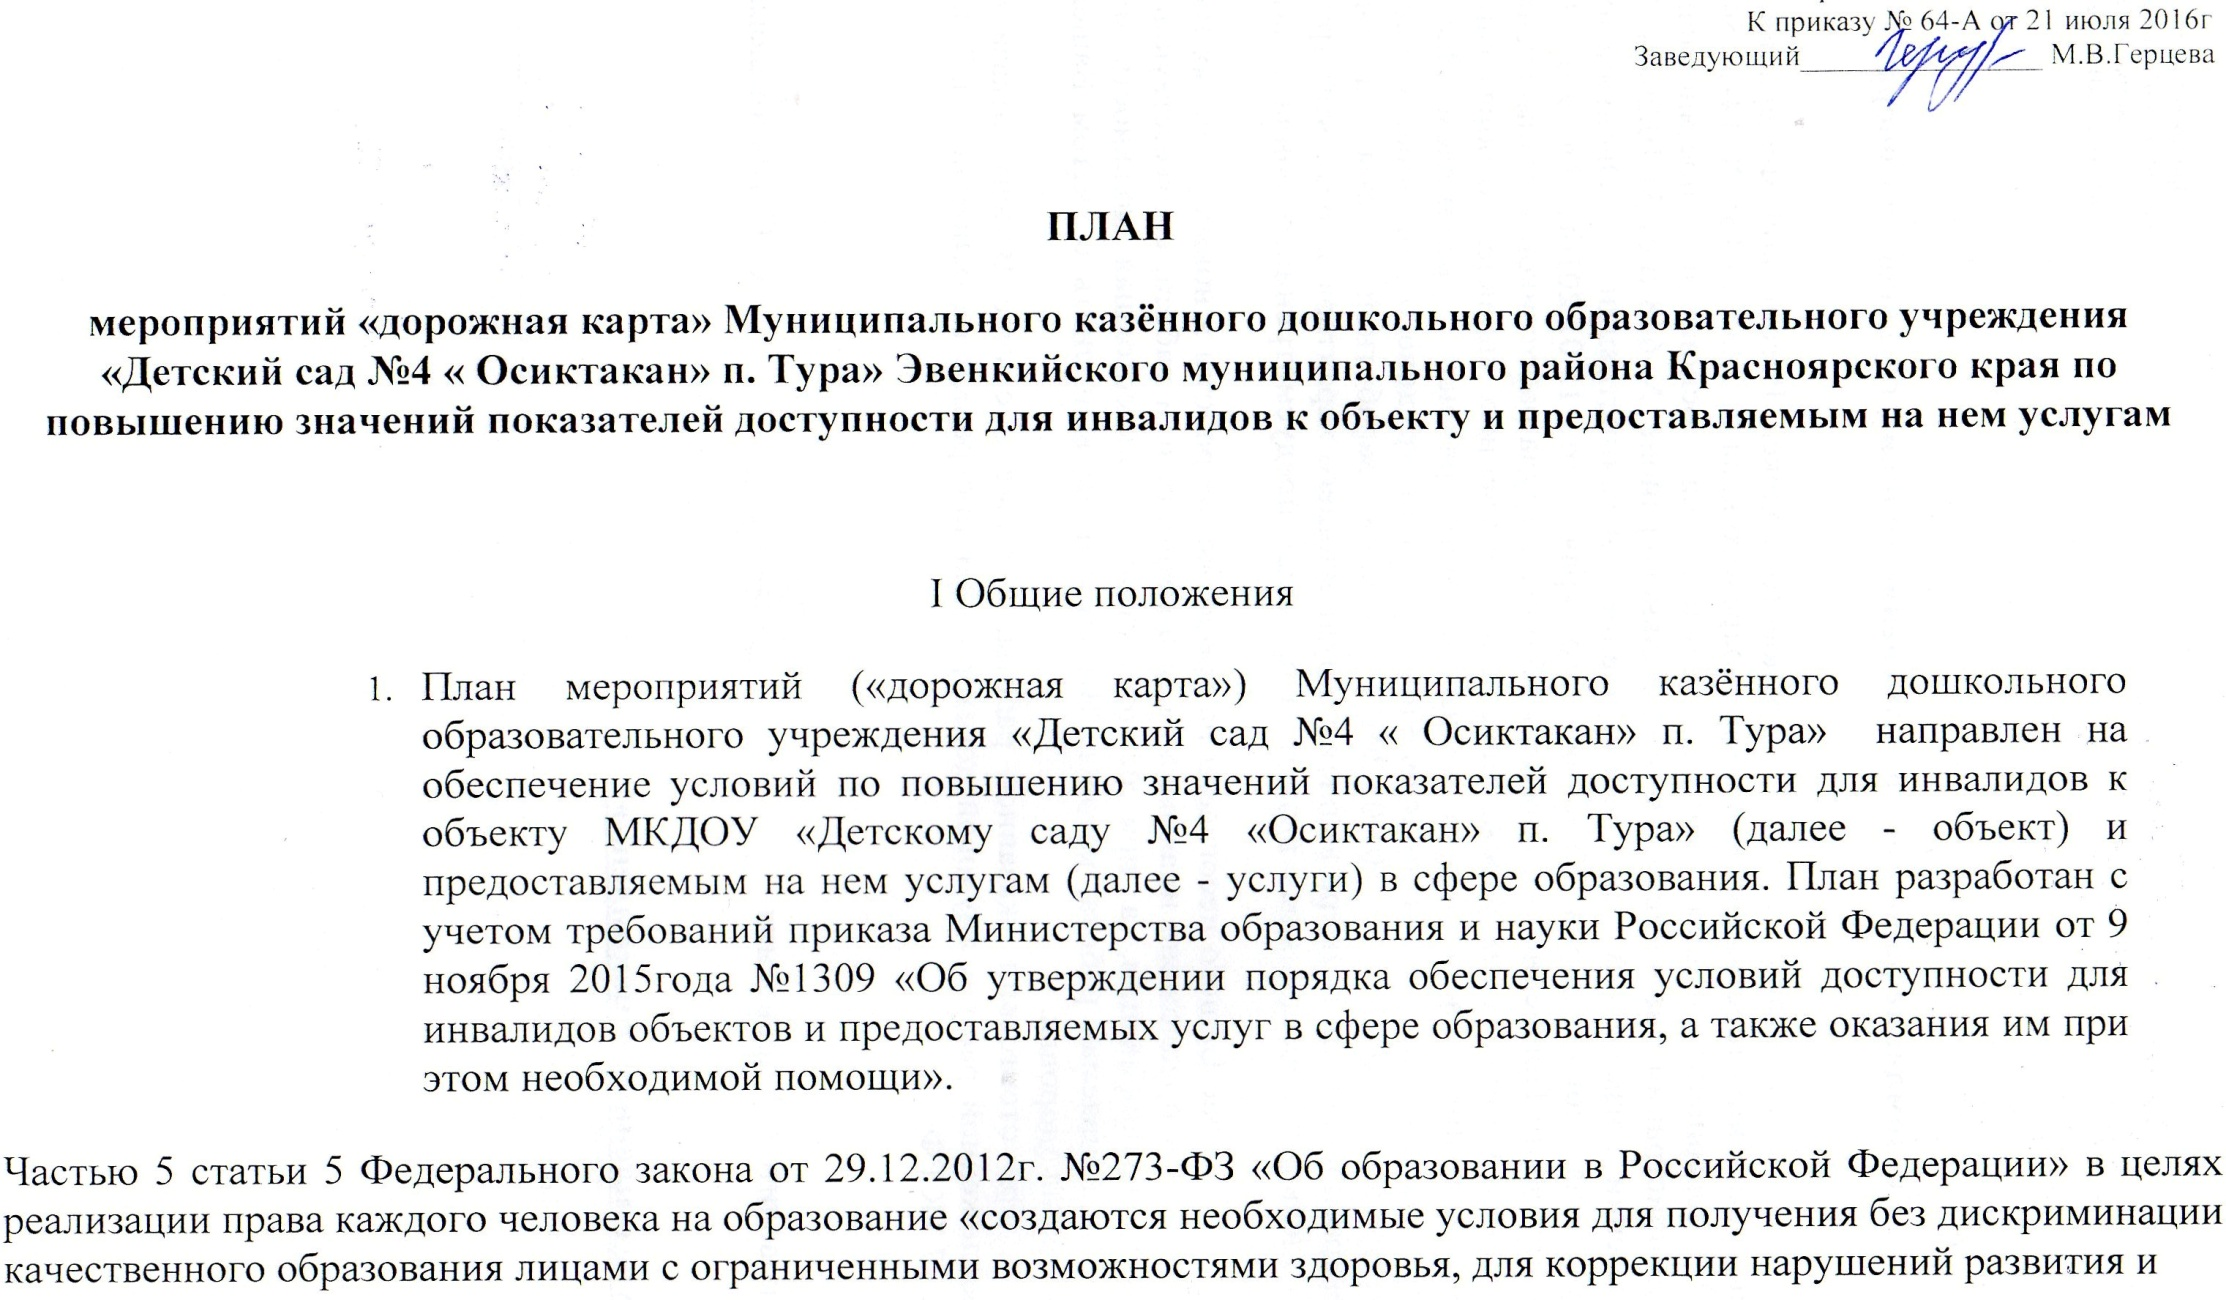 К приказу № 64-А от 21 июля 2016г
Заведующий________________ М.В.Герцева
ПЛАН
мероприятий «дорожная карта» Муниципального казённого дошкольного образовательного учреждения
«Детский сад №4 « Осиктакан» п. Тура» Эвенкийского муниципального района Красноярского края по
повышению значений показателей доступности для инвалидов к объекту и предоставляемым на нем услугам
I Общие положения
1. План мероприятий («дорожная карта») Муниципального казённого дошкольного
образовательного учреждения «Детский сад №4 « Осиктакан» п. Тура» направлен на
обеспечение условий по повышению значений показателей доступности для инвалидов к
объекту МКДОУ «Детскому саду №4 «Осиктакан» п. Тура» (далее - объект) и
предоставляемым на нем услугам (далее - услуги) в сфере образования. План разработан с
учетом требований приказа Министерства образования и науки Российской Федерации от 9
ноября 2015года №1309 «Об утверждении порядка обеспечения условий доступности для
инвалидов объектов и предоставляемых услуг в сфере образования, а также оказания им при
этом необходимой помощи».
Частью 5 статьи 5 Федерального закона от 29.12.2012г. №273-ФЗ «Об образовании в Российской Федерации» в целях
реализации права каждого человека на образование «создаются необходимые условия для получения без дискриминации
качественного образования лицами с ограниченными возможностями здоровья, для коррекции нарушений развития и